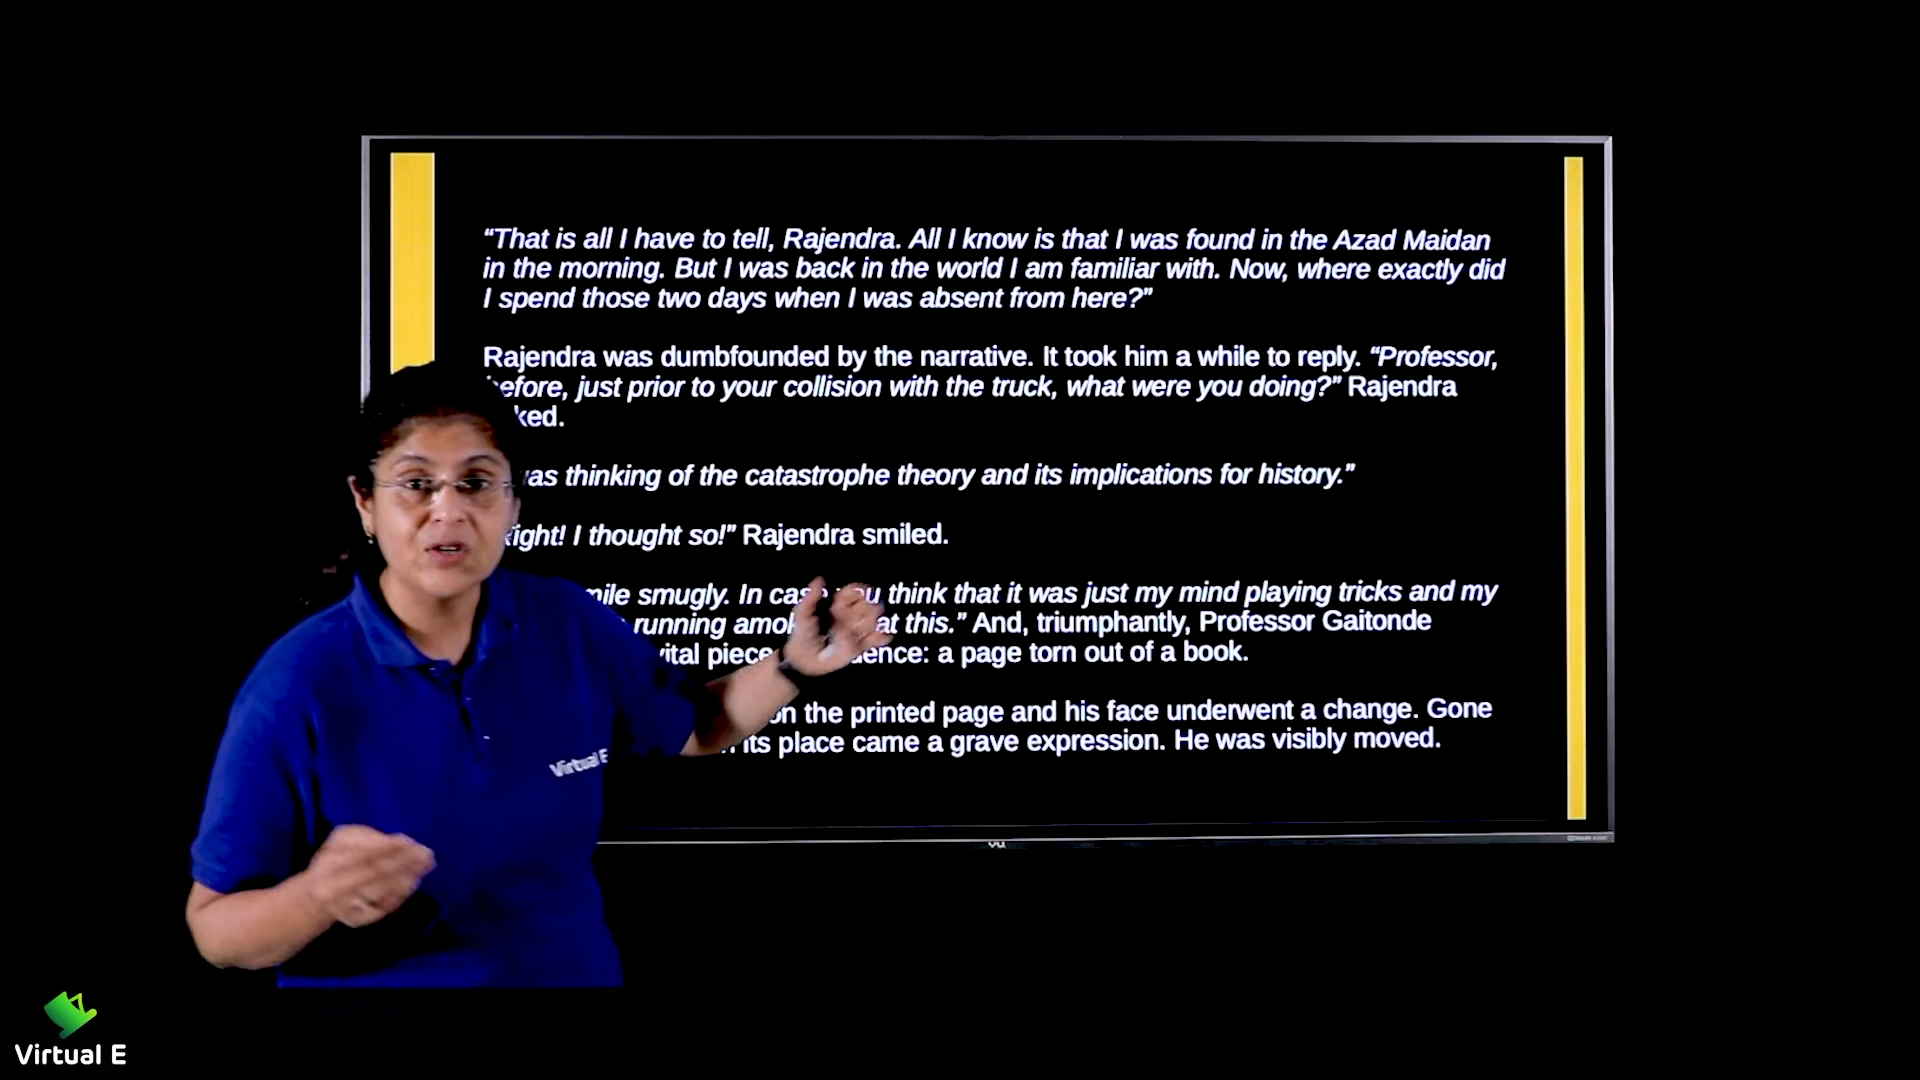 “That is all I have to tell, Rajendra. All I know is that I was found in the Azad Maidan
in the morning. But I was back in the world I am familiar with. Now, where exactly did
I spend those two days when I was absent from here?”
Rajendra was dumbfounded by the narrative. It took him a while to reply. “Professor,
before, just prior to your collision with the truck, what were you doing?” Rajendra
thinking of the catastrophe theory and its implications for history.”
I thought so!” Rajendra smiled.
smugly. In case you think that it was just my mind playing tricks and my
running at this.” And, triumphantly, Professor Gaitonde
vital a page torn out of a book.
on the printed page and his face underwent a change. Gone
its place came a grave expression. He was visibly moved.
Virtual E
vu
Virtual E